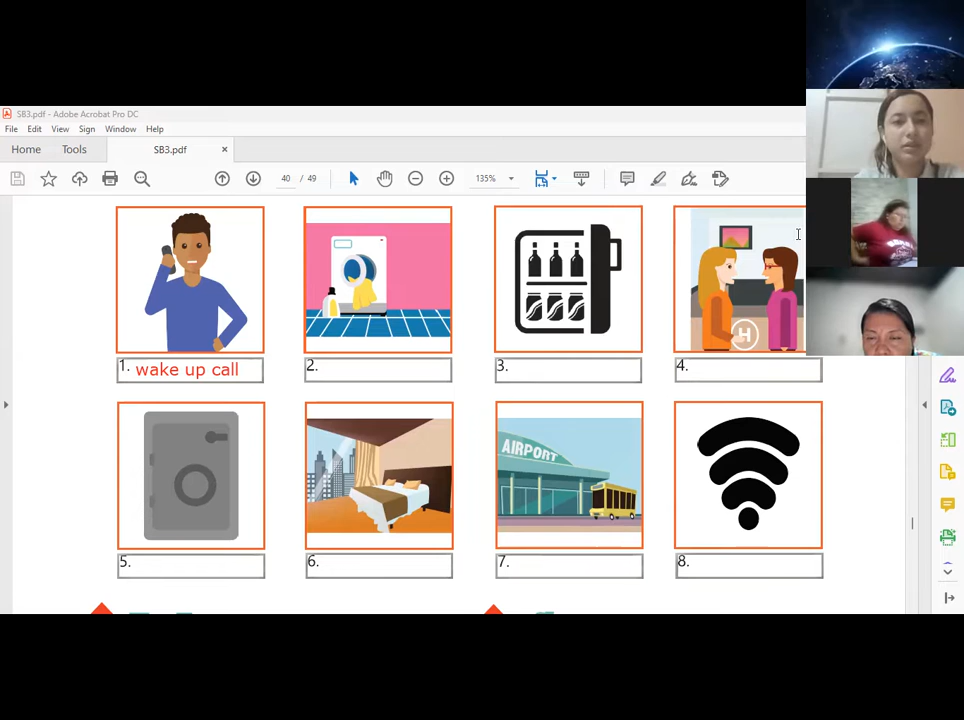 SB3.pdf - Adobe Acrobat Pro DC
File Edit View Sign Window Help
Home Tools SB3.pdf ×
40 / 49 135%
1. wake up call
2.
3.
H
4.
5.
6.
AIRPORT
7.
8.